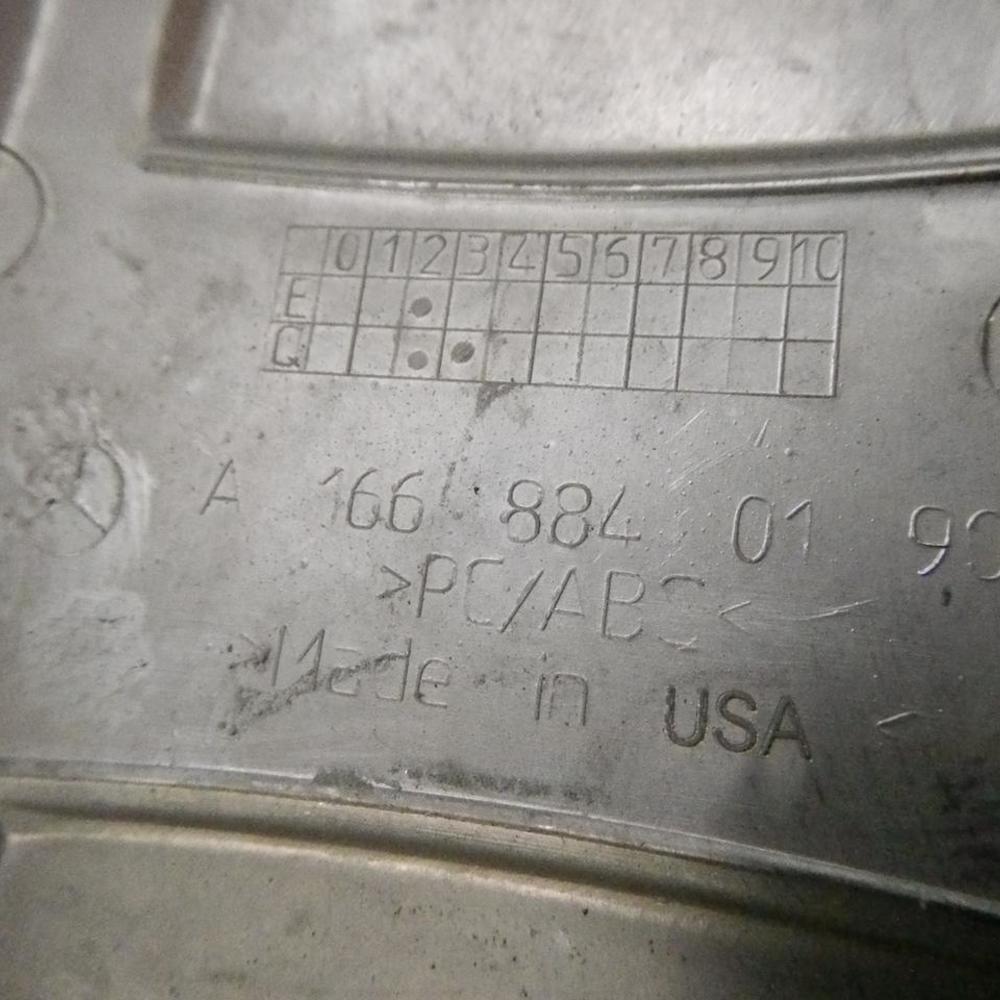 0 1 2 3 4 5 6 7 8 9 10
E
Q
A 166 884 01 9
>PC/ABS<
>Made in USA <